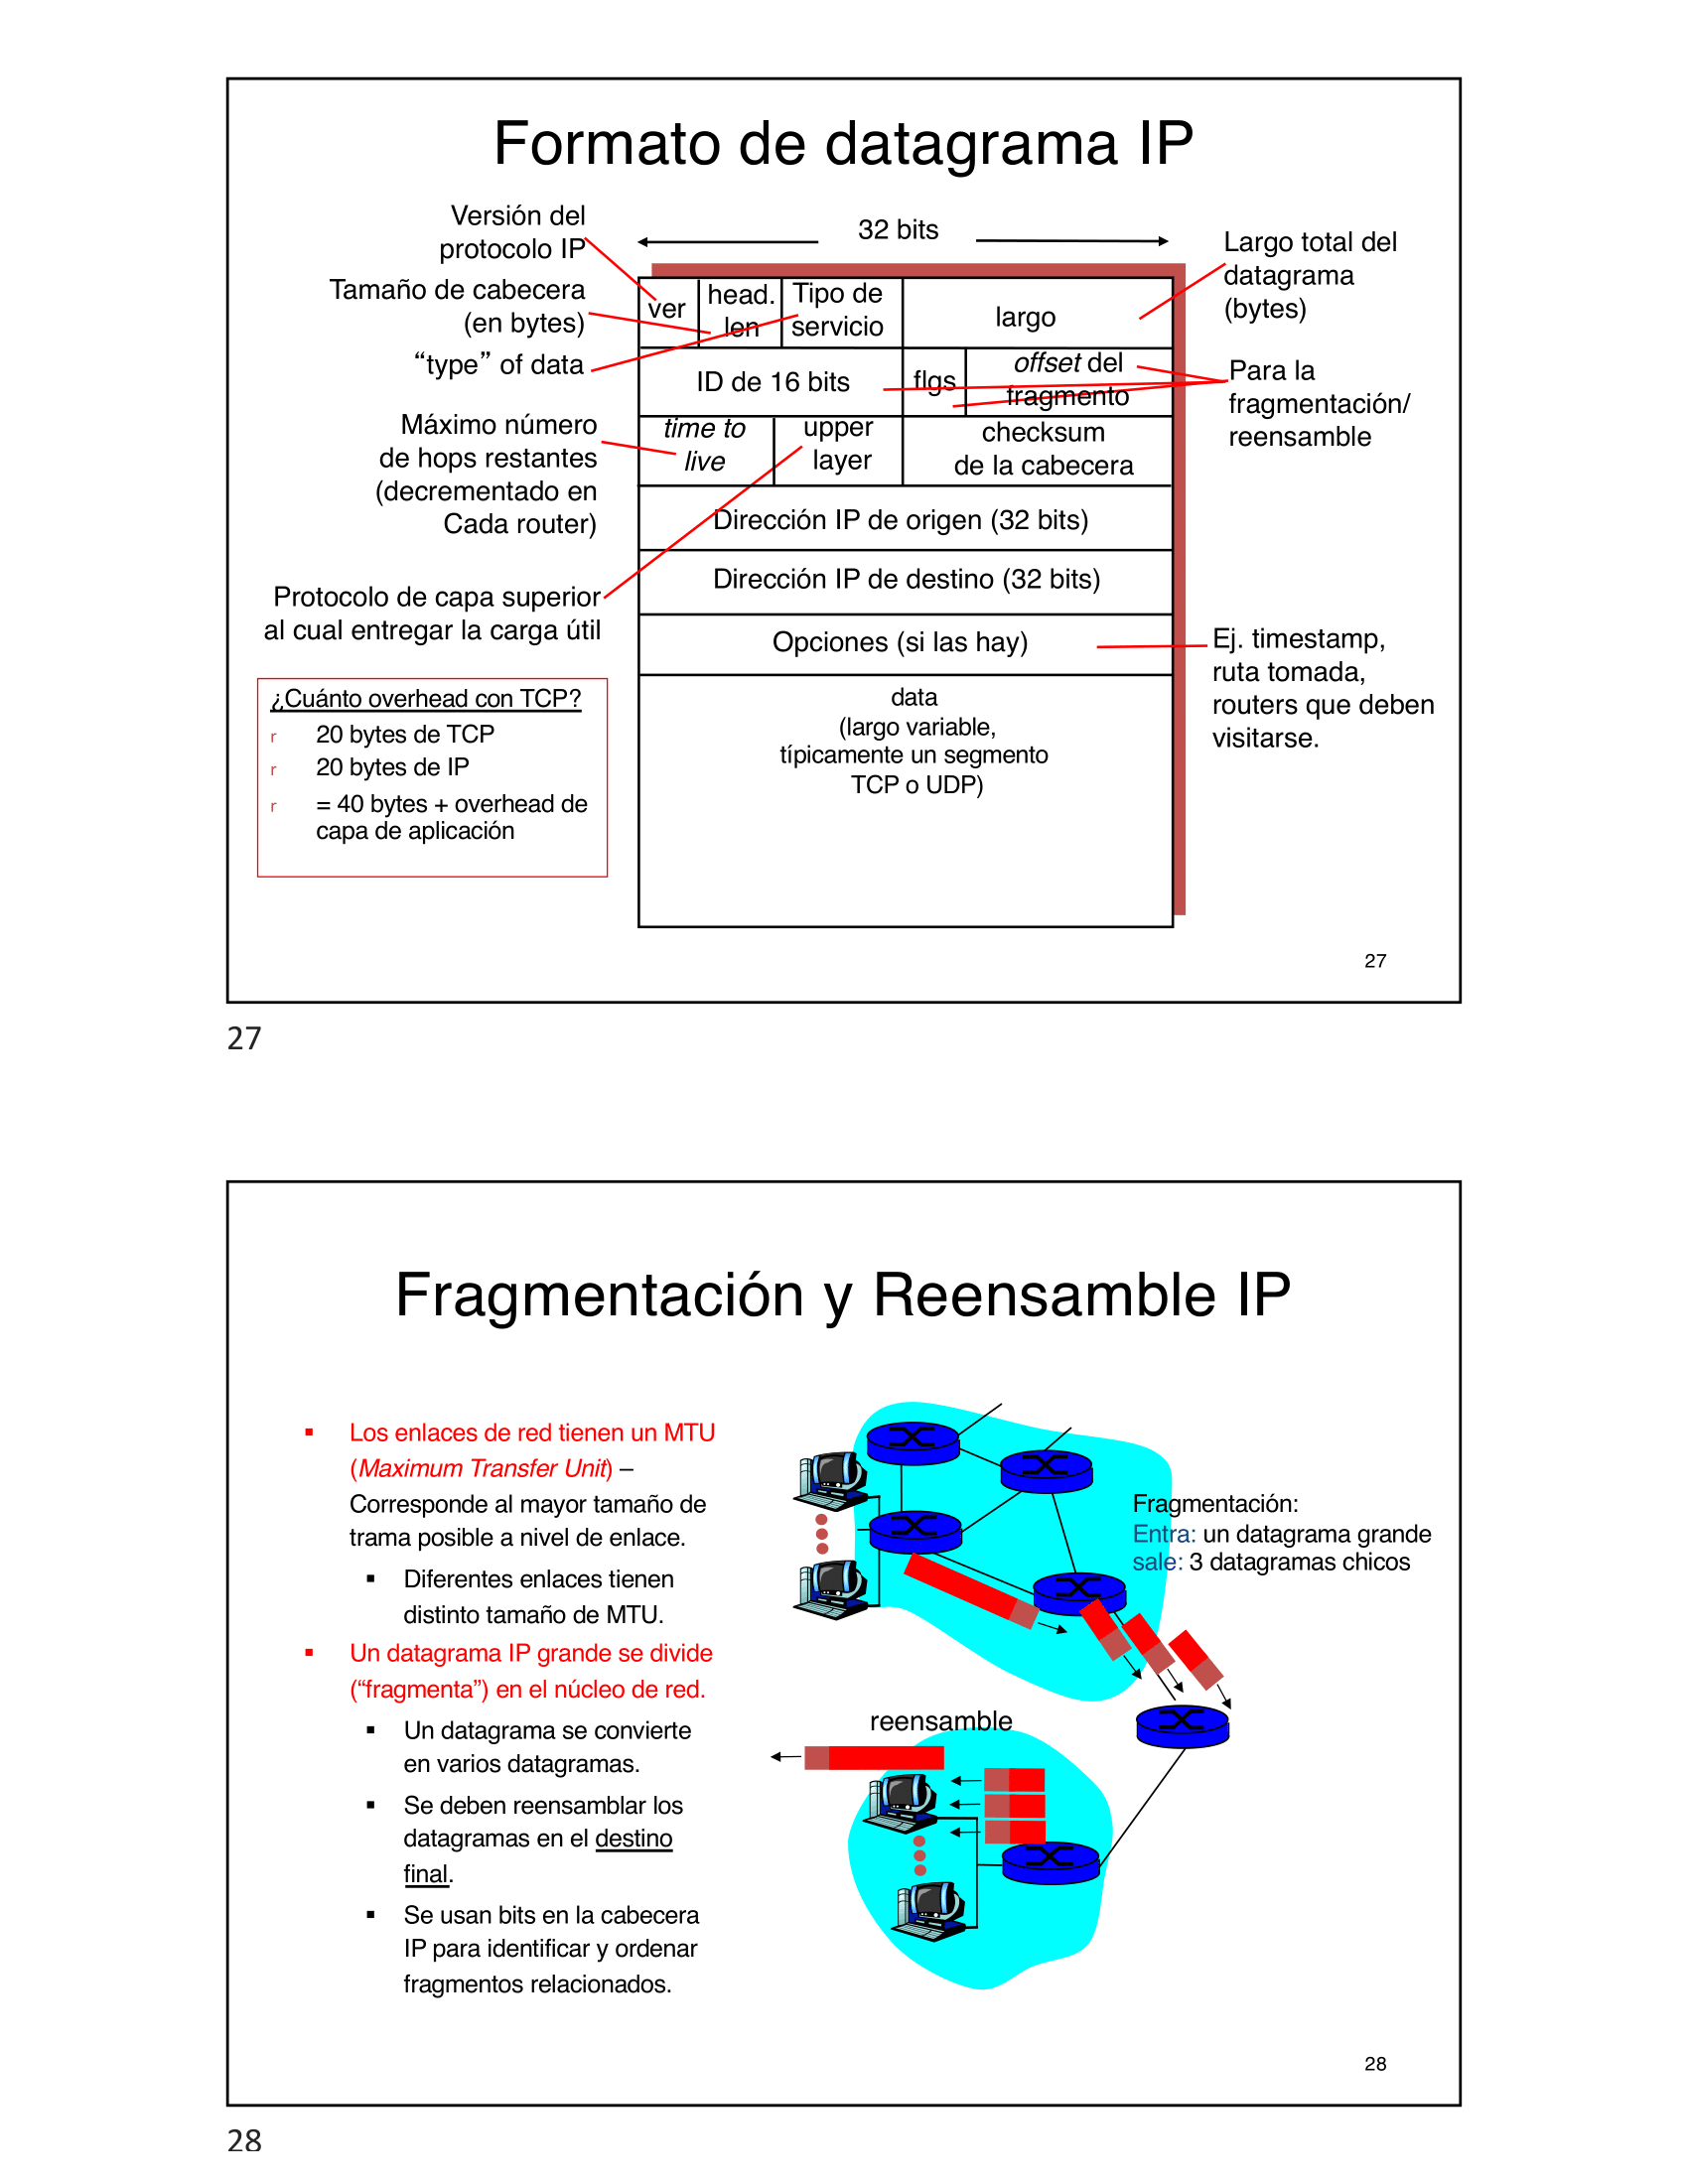 Formato de datagrama IP
Versión del
protocolo IP
Tamaño de cabecera
(en bytes)
“type” of data
Máximo número
de hops restantes
(decrementado en
Cada router)
Protocolo de capa superior
al cual entregar la carga útil
¿Cuánto overhead con TCP?
r 20 bytes de TCP
r 20 bytes de IP
r = 40 bytes + overhead de
capa de aplicación
32 bits
ver
head.
len
Tipo de
servicio
largo
ID de 16 bits
flgs
offset del
fragmento
time to
live
upper
layer
checksum
de la cabecera
Dirección IP de origen (32 bits)
Dirección IP de destino (32 bits)
Opciones (si las hay)
data
(largo variable,
típicamente un segmento
TCP o UDP)
Largo total del
datagrama
(bytes)
Para la
fragmentación/
reensamble
Ej. timestamp,
ruta tomada,
routers que deben
visitarse.
27
27
Fragmentación y Reensamble IP
▪ Los enlaces de red tienen un MTU
(Maximum Transfer Unit) –
Corresponde al mayor tamaño de
trama posible a nivel de enlace.
▪ Diferentes enlaces tienen
distinto tamaño de MTU.
▪ Un datagrama IP grande se divide
(“fragmenta”) en el núcleo de red.
▪ Un datagrama se convierte
en varios datagramas.
▪ Se deben reensamblar los
datagramas en el destino
final.
▪ Se usan bits en la cabecera
IP para identificar y ordenar
fragmentos relacionados.
Fragmentación:
Entra: un datagrama grande
sale: 3 datagramas chicos
reensamble
28
28